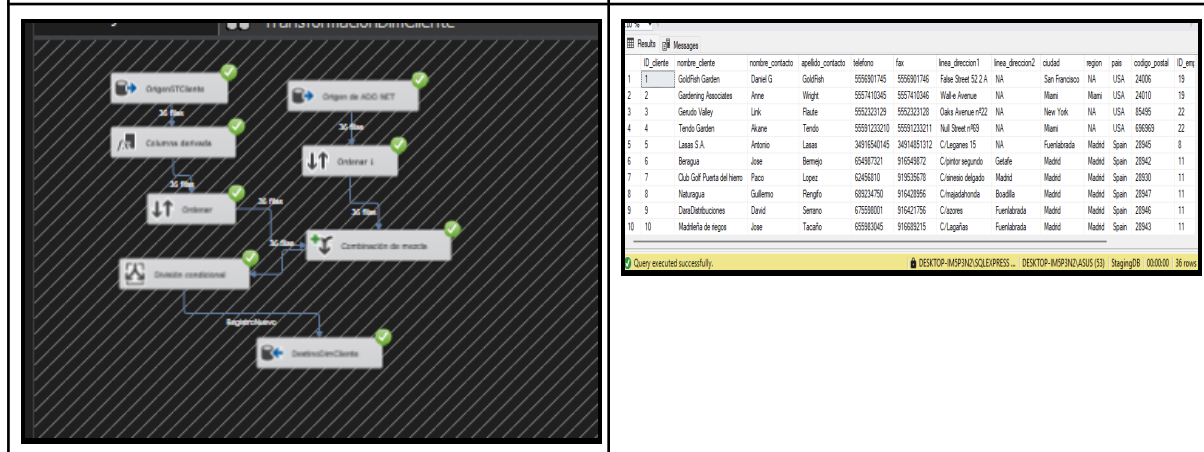 TransformacionDimCliente
OrigenSTCliente
36 filas
Columna derivada
36 filas
Ordenar
36 filas
36 filas
División condicional
RegistroNuevo
DestinoDimCliente
Origen de ADO NET
36 filas
Ordenar 1
36 filas
Combinación de mezcla
Results Messages
ID_cliente nombre_cliente nombre_contacto apellido_contacto telefono fax linea_direccion1 linea_direccion2 ciudad region pais codigo_postal ID_emp
1 1 GoldFish Garden Daniel G GoldFish 5556901745 5556901746 False Street 52 2 A NA San Francisco NA USA 24006 19
2 2 Gardening Associates Anne Wright 5557410345 5557410346 Wall-e Avenue NA Miami Miami USA 24010 19
3 3 Gerudo Valley Link Flaute 5552323129 5552323128 Oaks Avenue nº22 NA New York NA USA 85495 22
4 4 Tendo Garden Akane Tendo 55591233210 55591233211 Null Street nº69 NA Miami NA USA 696969 22
5 5 Lasas S.A. Antonio Lasas 34916540145 34914851312 C/Leganes 15 NA Fuenlabrada Madrid Spain 28945 8
6 6 Beragua Jose Bermejo 654987321 916549872 C/pintor segundo Getafe Madrid Madrid Spain 28942 11
7 7 Club Golf Puerta del hierro Paco Lopez 62456810 919535678 C/sinesio delgado Madrid Madrid Madrid Spain 28930 11
8 8 Naturagua Guillermo Rengifo 689234750 916428956 C/majadahonda Boadilla Madrid Madrid Spain 28947 11
9 9 DaraDistribuciones David Serrano 675598001 916421756 C/azores Fuenlabrada Madrid Madrid Spain 28946 11
10 10 Madrileña de riegos Jose Tacaño 655983045 916689215 C/Lagañas Fuenlabrada Madrid Madrid Spain 28943 11
Query executed successfully. DESKTOP-IM5P3N2\SQLEXPRESS ... DESKTOP-IM5P3N2\ASUS (53) StagingDB 00:00:00 36 rows